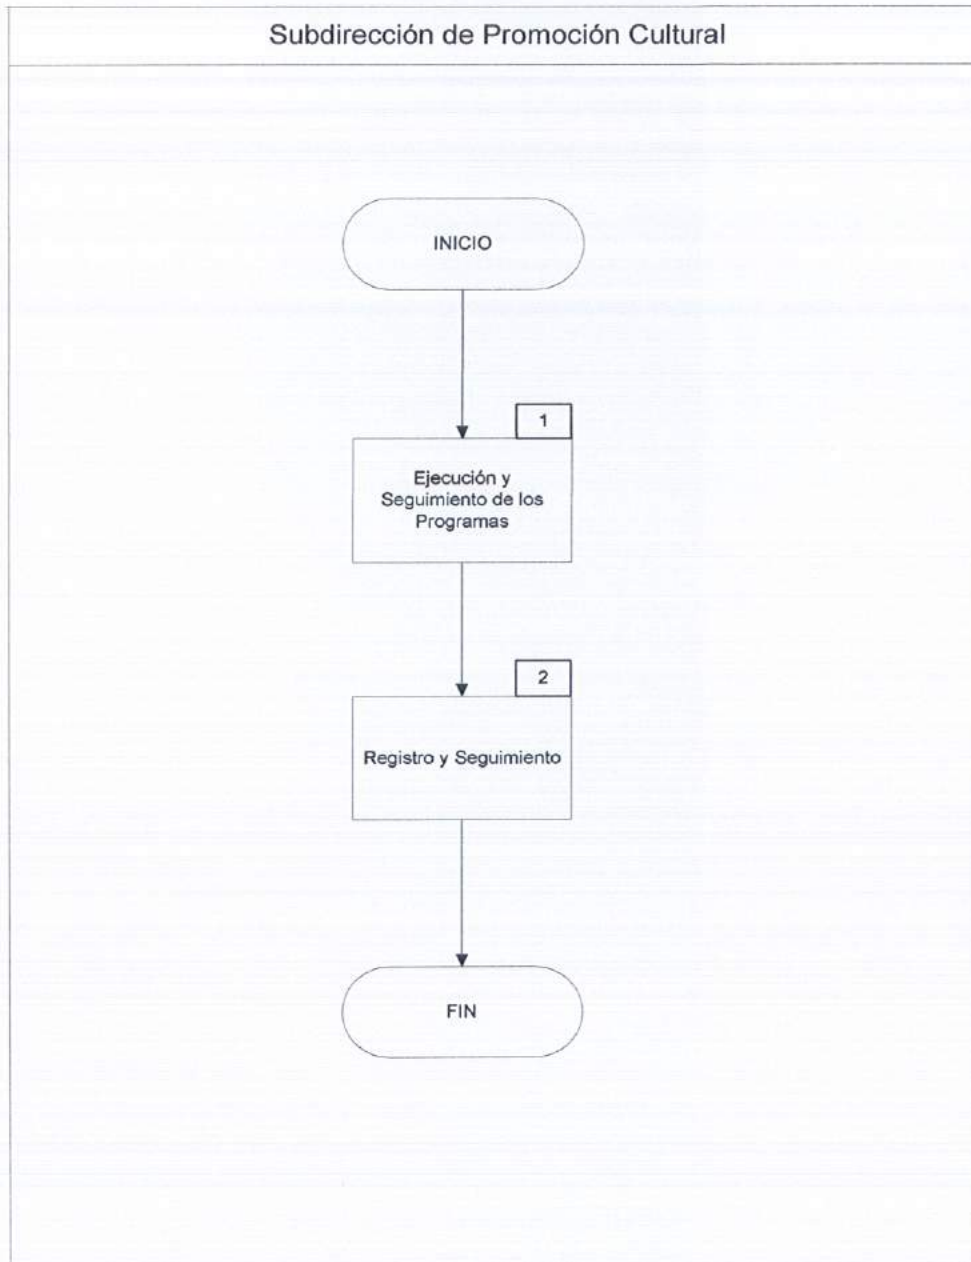 Subdirección de Promoción Cultural
INICIO
1
Ejecución y
Seguimiento de los
Programas
2
Registro y Seguimiento
FIN